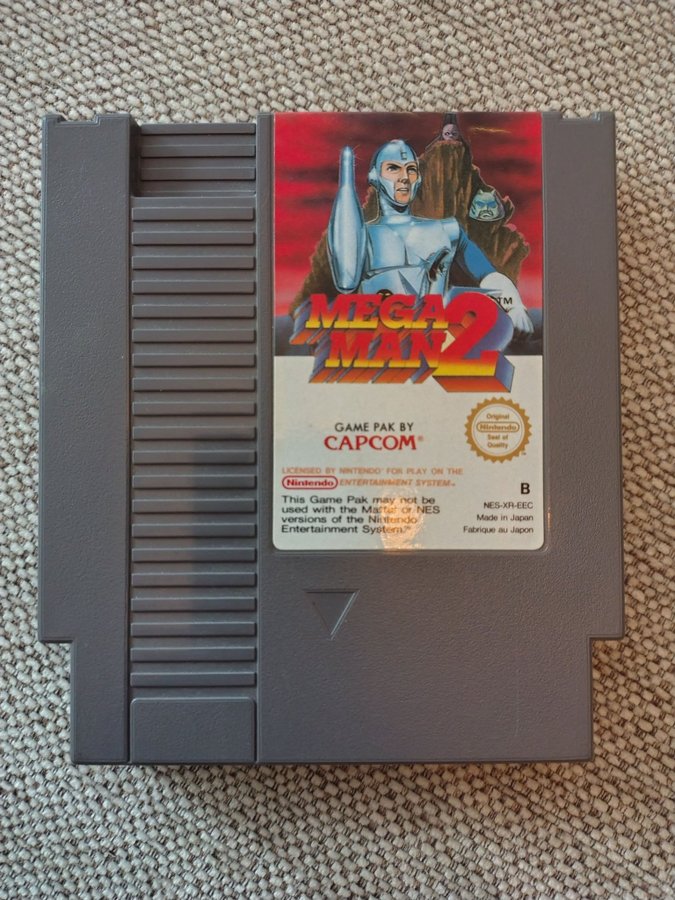 MEGA
MAN 2
TM
GAME PAK BY
CAPCOM®
Original
Nintendo
Seal of
Quality
LICENSED BY NINTENDO® FOR PLAY ON THE
Nintendo ENTERTAINMENT SYSTEM™
This Game Pak may not be
used with the Mattel or NES
versions of the Nintendo
Entertainment System.®
B
NES-XR-EEC
Made in Japan
Fabriqué au Japon